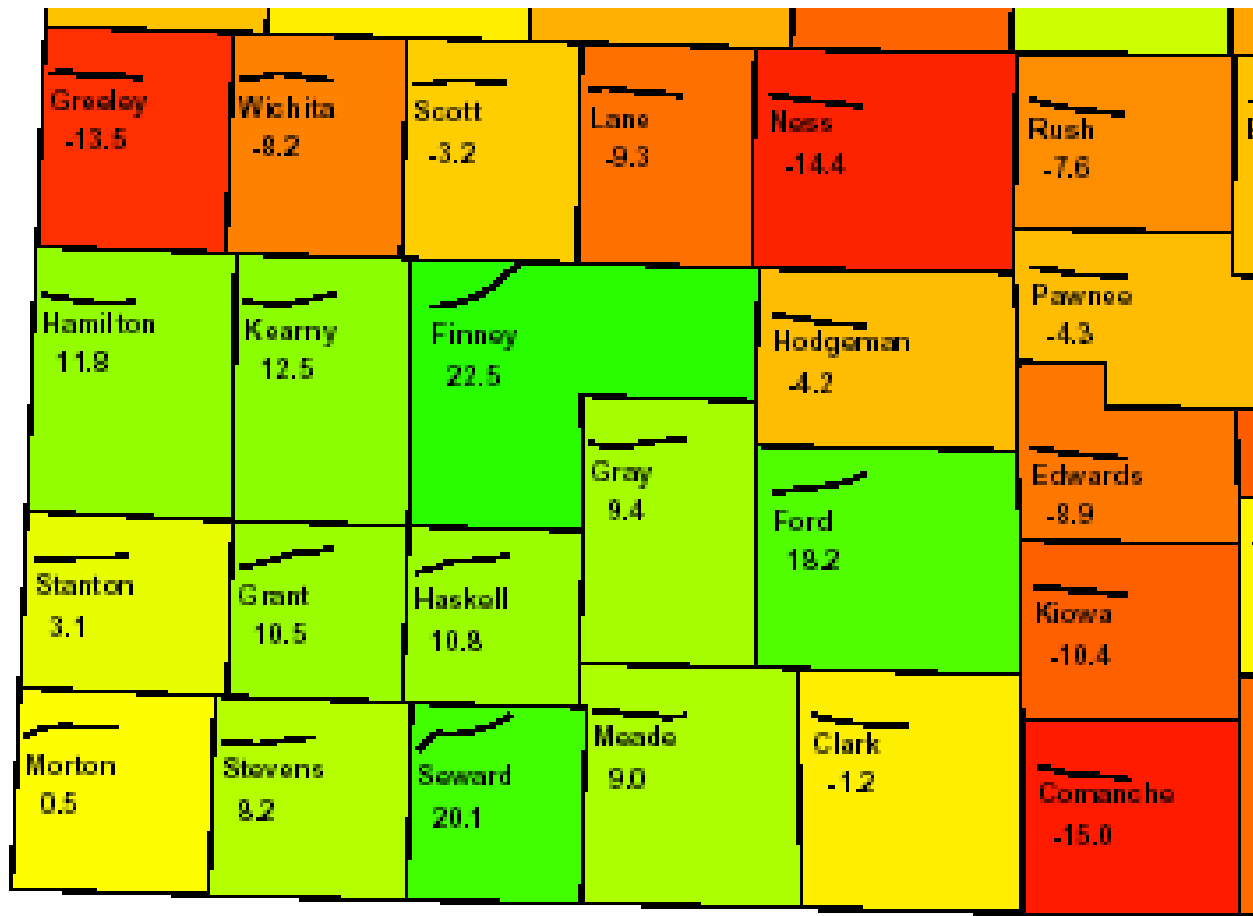 Greeley
-13.5
Wichita
-8.2
Scott
-3.2
Lane
-9.3
Ness
-14.4
Rush
-7.6
Hamilton
11.8
Kearny
12.5
Finney
22.5
Hodgeman
-4.2
Pawnee
-4.3
Gray
9.4
Ford
18.2
Edwards
-8.9
Stanton
3.1
Grant
10.5
Haskell
10.8
Kiowa
-10.4
Morton
0.5
Stevens
8.2
Seward
20.1
Meade
9.0
Clark
-1.2
Comanche
-15.0